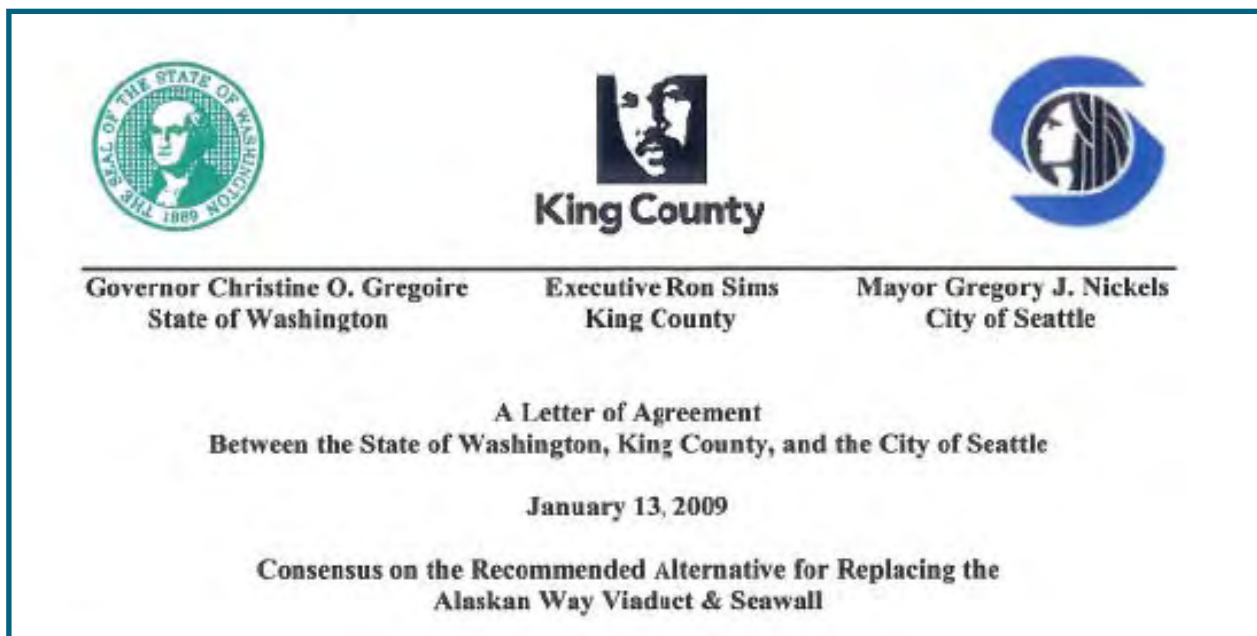 THE SEAL OF THE STATE OF WASHINGTON
1889
King County
Governor Christine O. Gregoire
State of Washington
Executive Ron Sims
King County
Mayor Gregory J. Nickels
City of Seattle
A Letter of Agreement
Between the State of Washington, King County, and the City of Seattle
January 13, 2009
Consensus on the Recommended Alternative for Replacing the
Alaskan Way Viaduct & Seawall